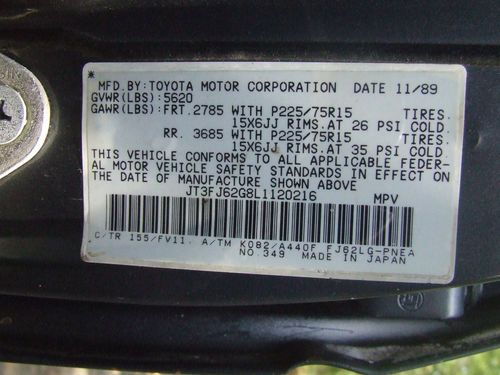 MFD. BY: TOYOTA MOTOR CORPORATION DATE 11/89
GVWR(LBS): 5620
GAWR(LBS): FRT. 2785 WITH P225/75R15 TIRES.
15X6JJ RIMS. AT 26 PSI COLD.
RR. 3685 WITH P225/75R15 TIRES.
15X6JJ RIMS. AT 35 PSI COLD.
THIS VEHICLE CONFORMS TO ALL APPLICABLE FEDER-
AL MOTOR VEHICLE SAFETY STANDARDS IN EFFECT ON
THE DATE OF MANUFACTURE SHOWN ABOVE
JT3FJ62G8L1120216 MPV
C/TR 155/FV11. A/TM K082/A440F FJ62LG-PNEA
NO. 349 MADE IN JAPAN